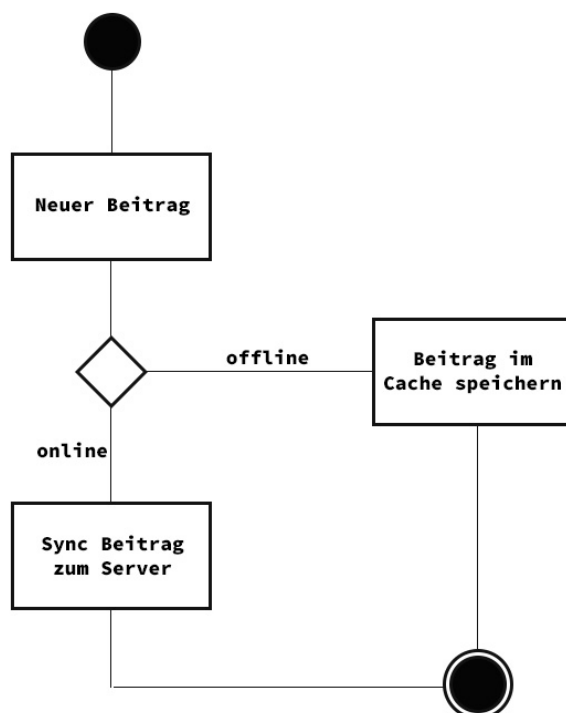 Neuer Beitrag
offline
Beitrag im
Cache speichern
online
Sync Beitrag
zum Server